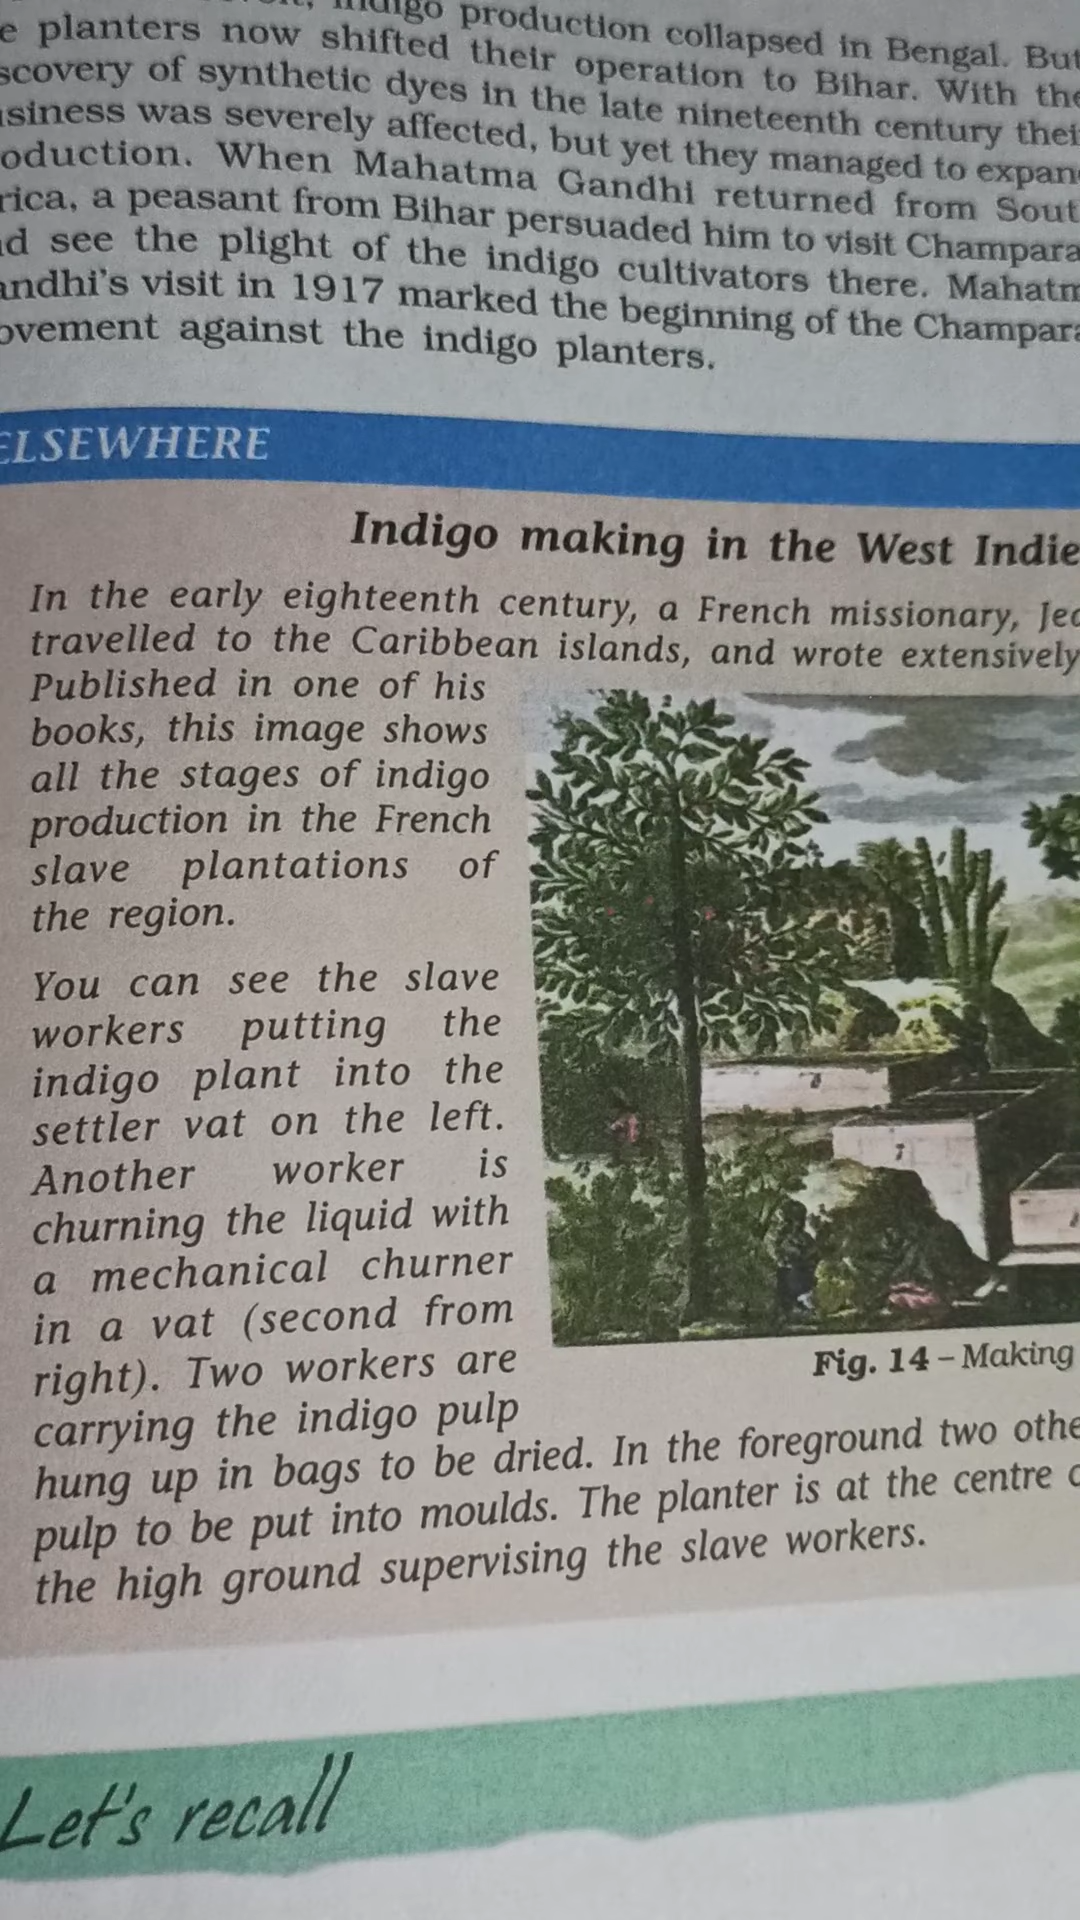 indigo production collapsed in Bengal. But
e planters now shifted their operation to Bihar. With the
scovery of synthetic dyes in the late nineteenth century thei
siness was severely affected, but yet they managed to expan
oduction. When Mahatma Gandhi returned from Sout
rica, a peasant from Bihar persuaded him to visit Champara
d see the plight of the indigo cultivators there. Mahatm
andhi's visit in 1917 marked the beginning of the Champara
ovement against the indigo planters.
ELSEWHERE
Indigo making in the West Indie
In the early eighteenth century, a French missionary, Jea
travelled to the Caribbean islands, and wrote extensively
Published in one of his
books, this image shows
all the stages of indigo
production in the French
slave plantations of
the region.
You can see the slave
workers putting the
indigo plant into the
settler vat on the left.
Another worker is
churning the liquid with
a mechanical churner
in a vat (second from
right). Two workers are
carrying the indigo pulp
hung up in bags to be dried. In the foreground two othe
pulp to be put into moulds. The planter is at the centre o
the high ground supervising the slave workers.
Fig. 14 – Making
Let's recall